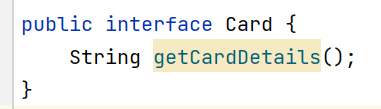 public interface Card {
    String getCardDetails();
}